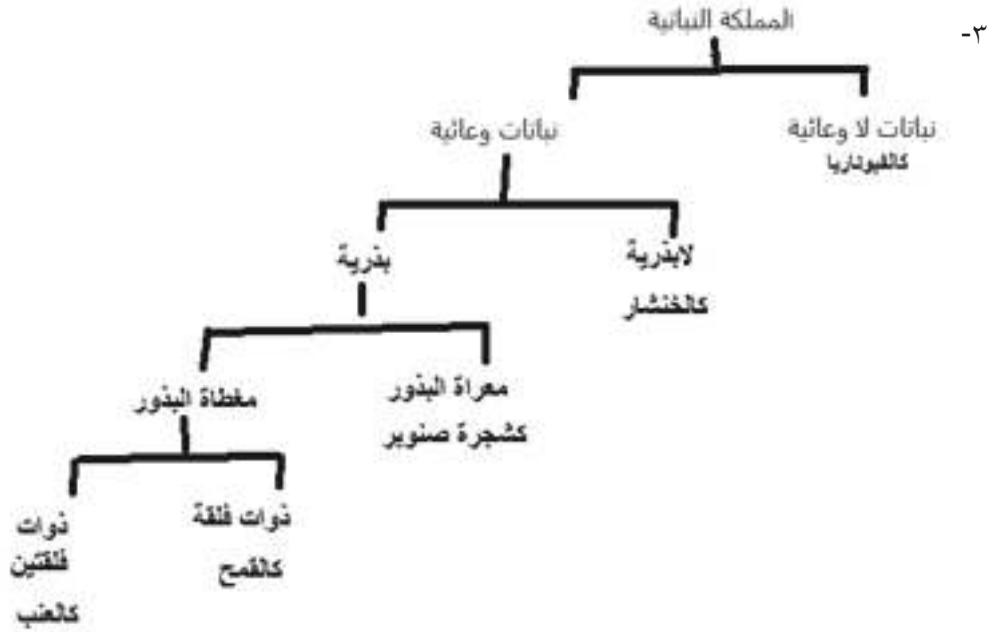 ٣-
المملكة النباتية
نباتات لا وعائية
كالفيوناريا
نباتات وعائية
لابذرية
كالخنشار
بذرية
معراة البذور
كشجرة صنوبر
مغطاة البذور
ذوات فلقة
كالقمح
ذوات
فلقتين
كالعنب